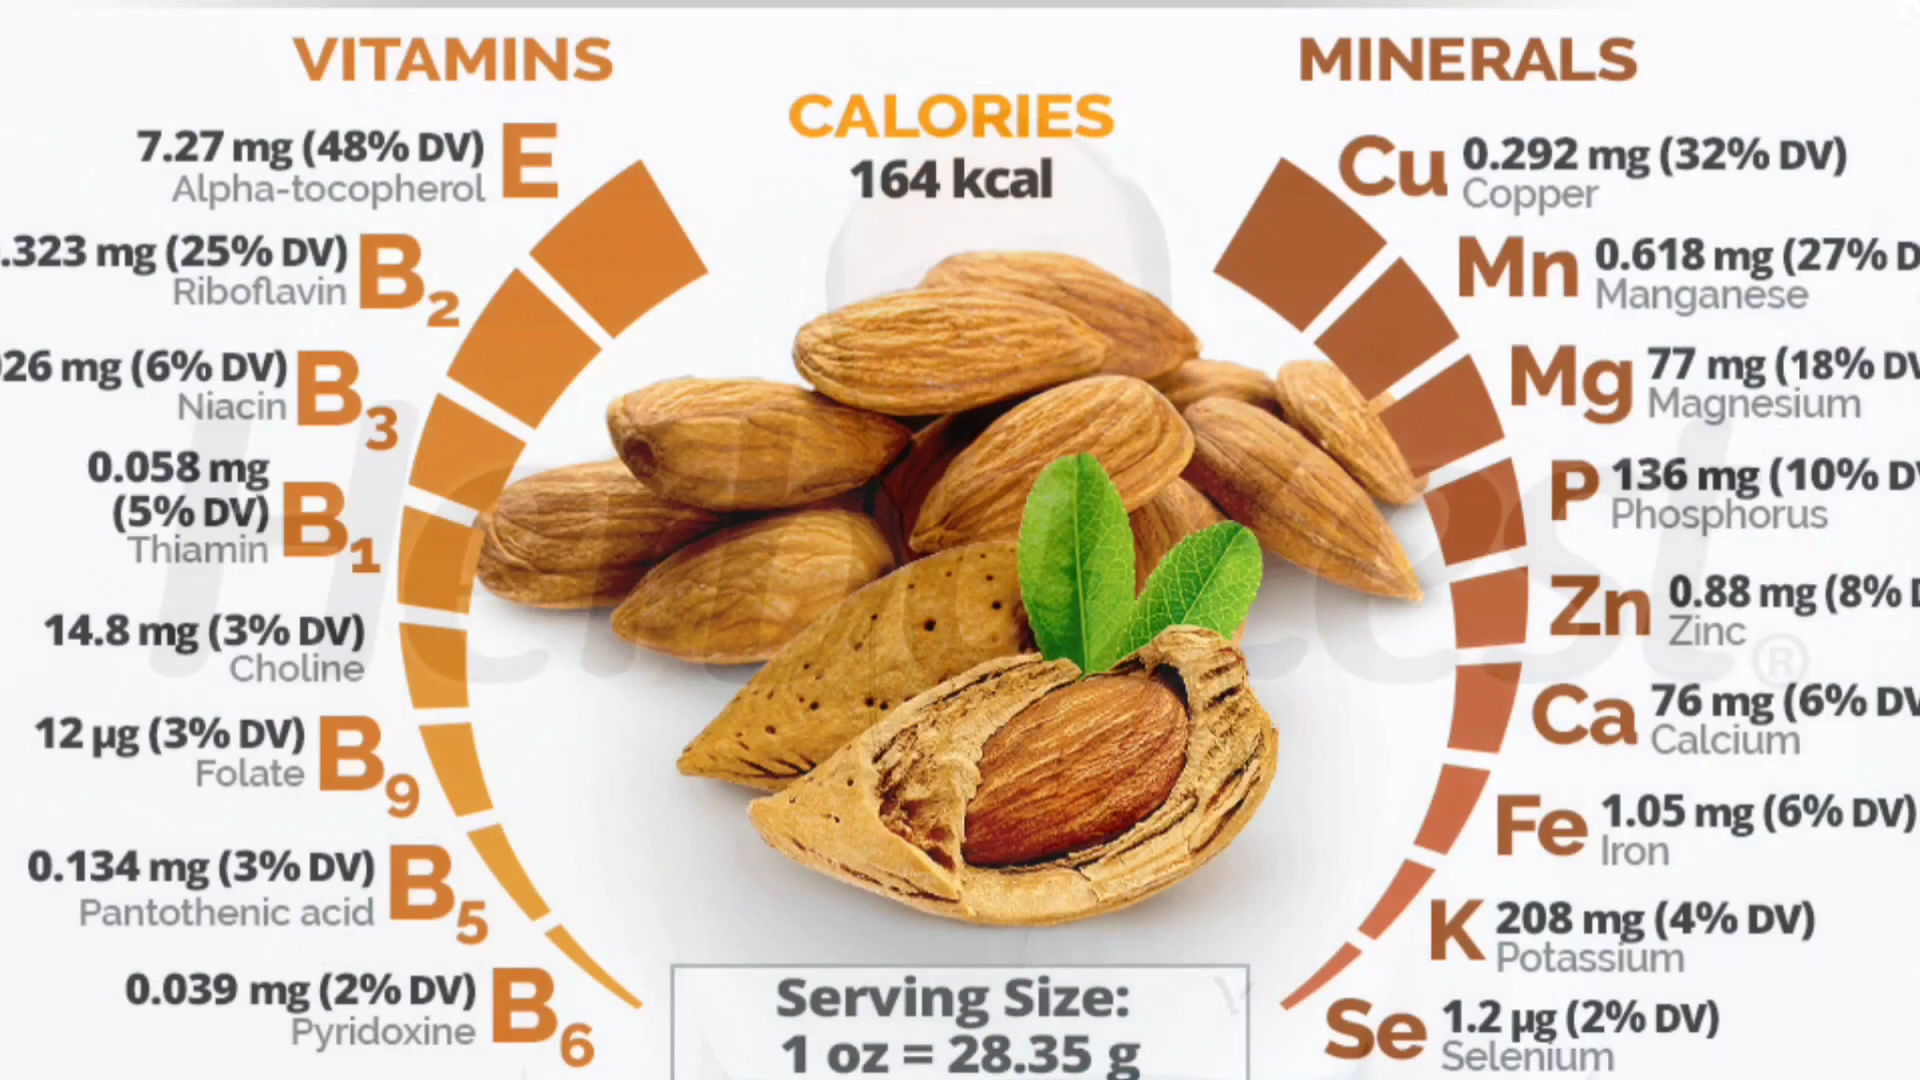 VITAMINS
7.27 mg (48% DV) E
Alpha-tocopherol
.323 mg (25% DV) B2
Riboflavin
26 mg (6% DV) B3
Niacin
0.058 mg
(5% DV) B1
Thiamin
14.8 mg (3% DV)
Choline
12 µg (3% DV) B9
Folate
0.134 mg (3% DV) B5
Pantothenic acid
0.039 mg (2% DV) B6
Pyridoxine
CALORIES
164 kcal
Serving Size:
1 oz = 28.35 g
MINERALS
Cu 0.292 mg (32% DV)
Copper
Mn 0.618 mg (27% D
Manganese
Mg 77 mg (18% DV
Magnesium
P 136 mg (10% D
Phosphorus
Zn 0.88 mg (8%
Zinc
Ca 76 mg (6% DV
Calcium
Fe 1.05 mg (6% DV)
Iron
K 208 mg (4% DV)
Potassium
Se 1.2 µg (2% DV)
Selenium